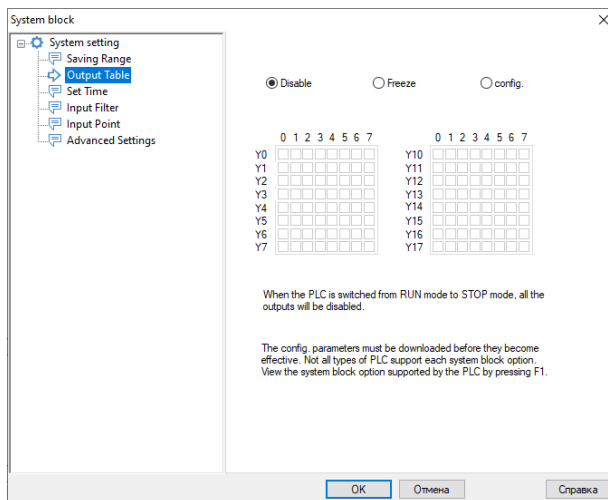 System block
System setting
Saving Range
Output Table
Set Time
Input Filter
Input Point
Advanced Settings
Disable Freeze config.
0 1 2 3 4 5 6 7 0 1 2 3 4 5 6 7
Y0 Y10
Y1 Y11
Y2 Y12
Y3 Y13
Y4 Y14
Y5 Y15
Y6 Y16
Y7 Y17
When the PLC is switched from RUN mode to STOP mode, all the
outputs will be disabled.
The config. parameters must be downloaded before they become
effective. Not all types of PLC support each system block option.
View the system block option supported by the PLC by pressing F1.
OK Отмена Справка